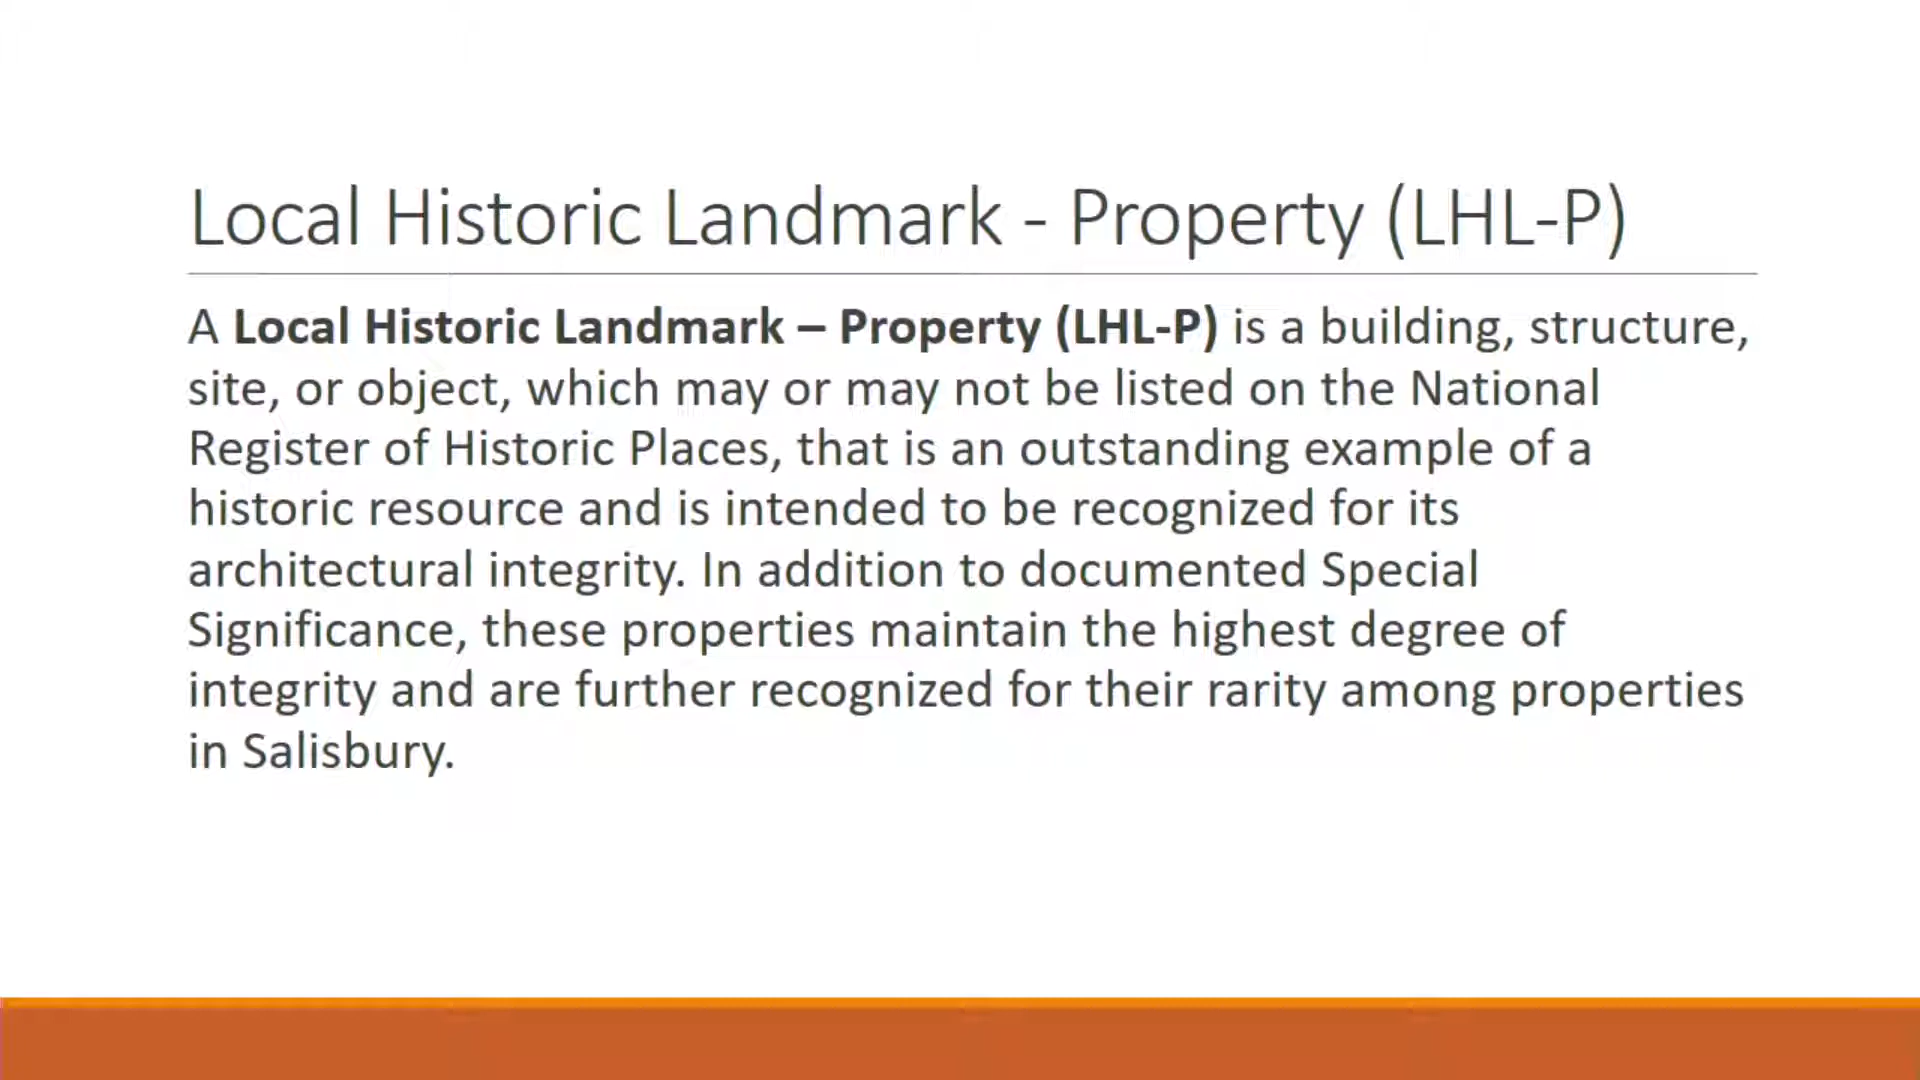 Local Historic Landmark - Property (LHL-P)
A Local Historic Landmark – Property (LHL-P) is a building, structure,
site, or object, which may or may not be listed on the National
Register of Historic Places, that is an outstanding example of a
historic resource and is intended to be recognized for its
architectural integrity. In addition to documented Special
Significance, these properties maintain the highest degree of
integrity and are further recognized for their rarity among properties
in Salisbury.